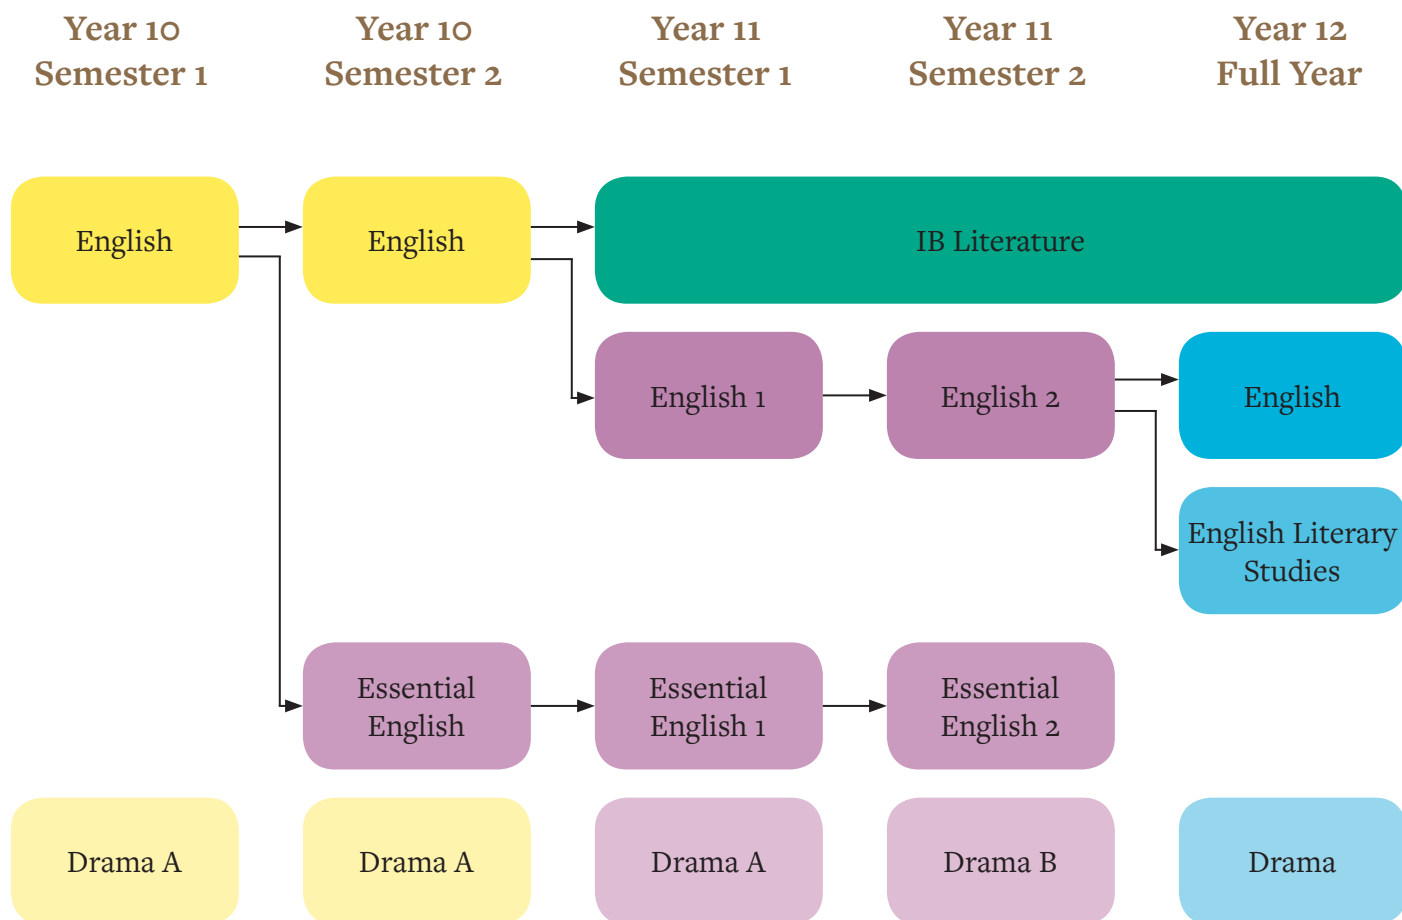 Year 10
Semester 1
Year 10
Semester 2
Year 11
Semester 1
Year 11
Semester 2
Year 12
Full Year
English
English
IB Literature
English 1
English 2
English
English Literary
Studies
Essential
English
Essential
English 1
Essential
English 2
Drama A
Drama A
Drama A
Drama B
Drama